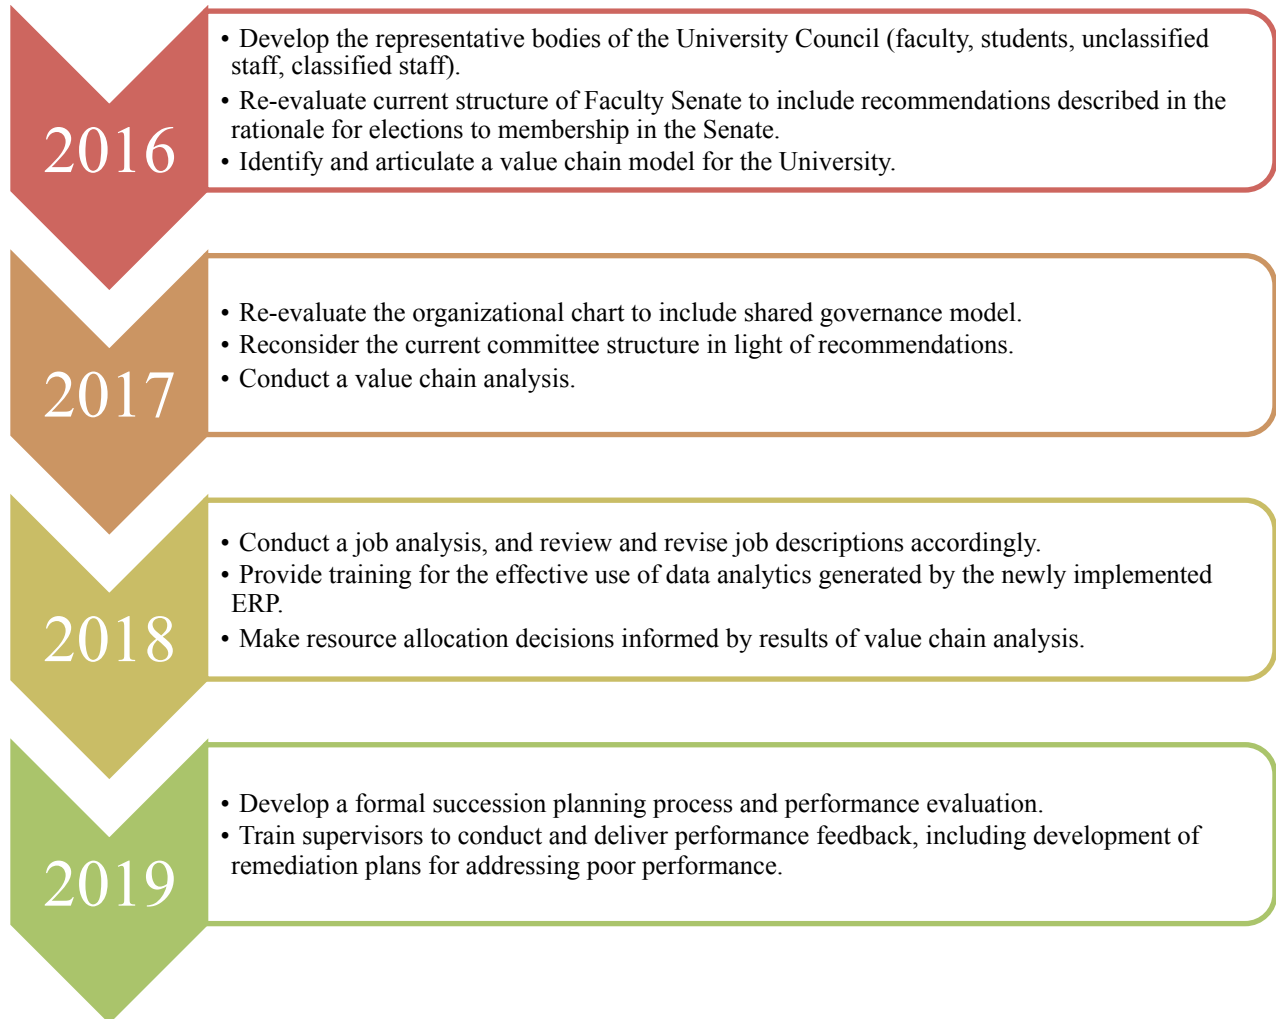 2016
• Develop the representative bodies of the University Council (faculty, students, unclassified
staff, classified staff).
• Re-evaluate current structure of Faculty Senate to include recommendations described in the
rationale for elections to membership in the Senate.
• Identify and articulate a value chain model for the University.
2017
• Re-evaluate the organizational chart to include shared governance model.
• Reconsider the current committee structure in light of recommendations.
• Conduct a value chain analysis.
2018
• Conduct a job analysis, and review and revise job descriptions accordingly.
• Provide training for the effective use of data analytics generated by the newly implemented
ERP.
• Make resource allocation decisions informed by results of value chain analysis.
2019
• Develop a formal succession planning process and performance evaluation.
• Train supervisors to conduct and deliver performance feedback, including development of
remediation plans for addressing poor performance.